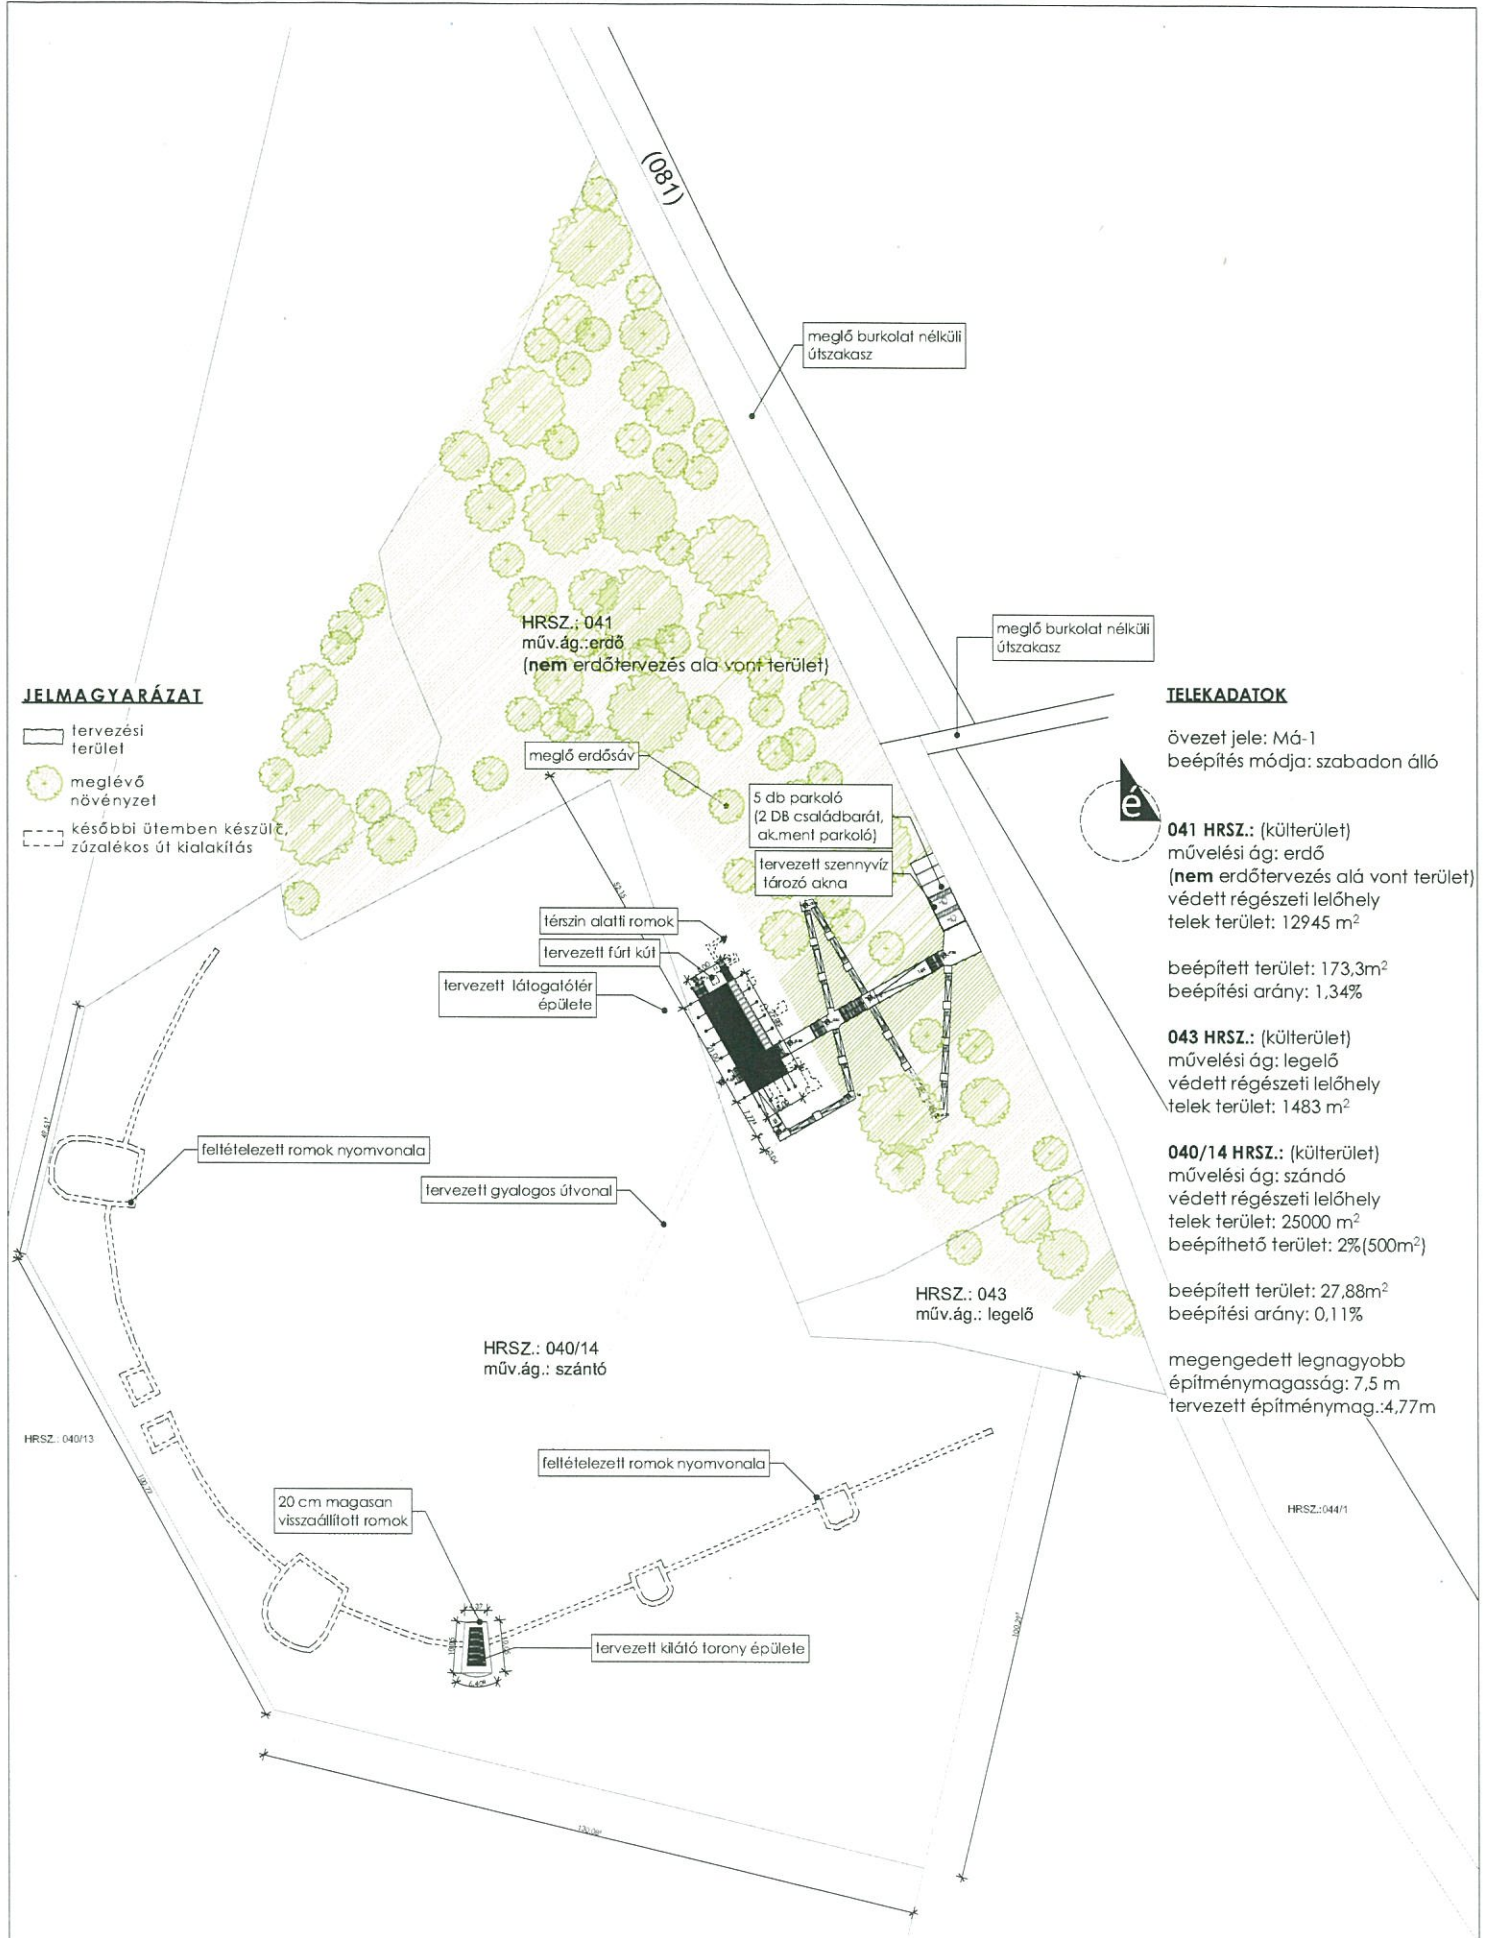 (081)
meglő burkolat nélküli
útszakasz
HRSZ.: 041
műv.ág.:erdő
(nem erdőtervezés ala vont terület)
meglő burkolat nélküli
útszakasz
JELMAGYARÁZAT
tervezési
terület
meglévő
növényzet
későbbi ütemben készülő,
zúzalékos út kialakítás
meglő erdősáv
5 db parkoló
(2 DB családbarát,
ak.ment parkoló)
tervezett szennyvíz
tározó akna
térszin alatti romok
tervezett fúrt kút
tervezett látogatótér
épülete
feltételezett romok nyomvonala
tervezett gyalogos útvonal
HRSZ.: 043
műv.ág.: legelő
HRSZ.: 040/14
műv.ág.: szántó
HRSZ.: 040/13
feltételezett romok nyomvonala
20 cm magasan
visszaállított romok
tervezett kilátó torony épülete
HRSZ.:044/1
TELEKADATOK
övezet jele: Má-1
beépítés módja: szabadon álló
é
041 HRSZ.: (külterület)
művelési ág: erdő
(nem erdőtervezés alá vont terület)
védett régészeti lelőhely
telek terület: 12945 m²
beépített terület: 173,3m²
beépítési arány: 1,34%
043 HRSZ.: (külterület)
művelési ág: legelő
védett régészeti lelőhely
telek terület: 1483 m²
040/14 HRSZ.: (külterület)
művelési ág: szándó
védett régészeti lelőhely
telek terület: 25000 m²
beépíthető terület: 2%(500m²)
beépített terület: 27,88m²
beépítési arány: 0,11%
megengedett legnagyobb
építménymagasság: 7,5 m
tervezett építménymag.:4,77m